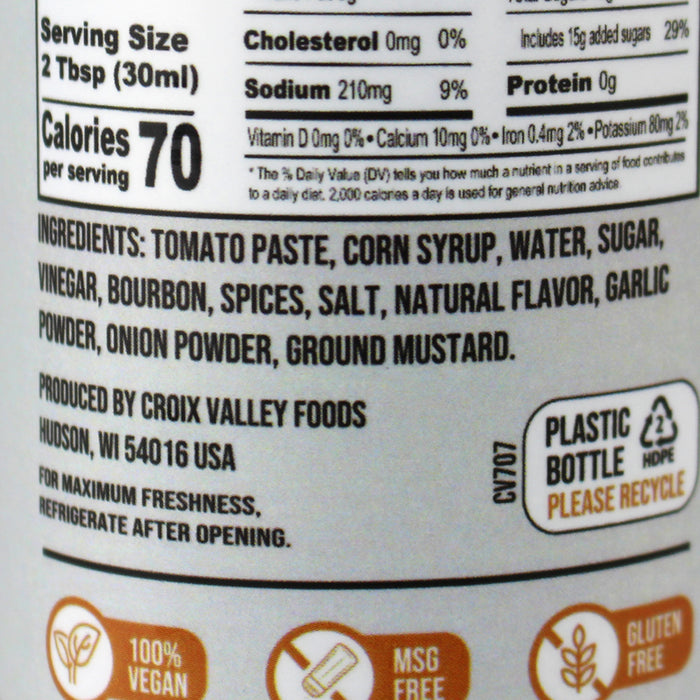 Serving Size
2 Tbsp (30ml)
Calories 70
per serving
Cholesterol 0mg 0%
Sodium 210mg 9%
Includes 15g added sugars 29%
Protein 0g
Vitamin D 0mg 0% • Calcium 10mg 0% • Iron 0.4mg 2% • Potassium 80mg 2%
* The % Daily Value (DV) tells you how much a nutrient in a serving of food contributes
to a daily diet. 2,000 calories a day is used for general nutrition advice.
INGREDIENTS: TOMATO PASTE, CORN SYRUP, WATER, SUGAR,
VINEGAR, BOURBON, SPICES, SALT, NATURAL FLAVOR, GARLIC
POWDER, ONION POWDER, GROUND MUSTARD.
PRODUCED BY CROIX VALLEY FOODS
HUDSON, WI 54016 USA
FOR MAXIMUM FRESHNESS,
REFRIGERATE AFTER OPENING.
CV707
PLASTIC
BOTTLE
PLEASE RECYCLE
2
HDPE
100%
VEGAN
MSG
FREE
GLUTEN
FREE